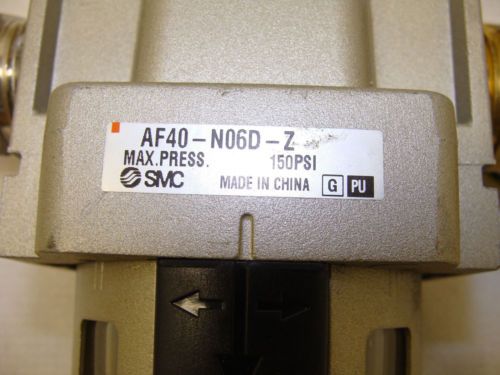 AF40-N06D-Z
MAX.PRESS. 150PSI
SMC MADE IN CHINA G PU